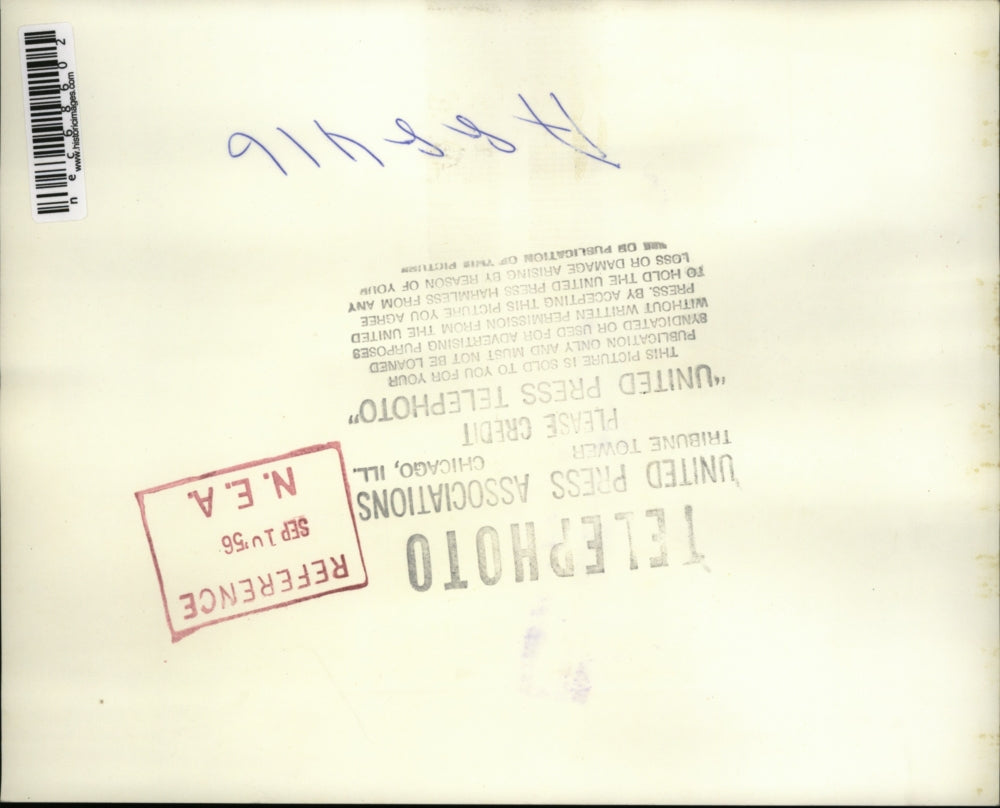 TELEPHOTO
UNITED PRESS ASSOCIATIONS
TRIBUNE TOWER CHICAGO, ILL.
PLEASE CREDIT
"UNITED PRESS TELEPHOTO"
THIS PICTURE IS SOLD TO YOU FOR YOUR
PUBLICATION ONLY AND MUST NOT BE LOANED
SYNDICATED OR USED FOR ADVERTISING PURPOSES
WITHOUT WRITTEN PERMISSION FROM THE UNITED
PRESS. BY ACCEPTING THIS PICTURE YOU AGREE
TO HOLD THE UNITED PRESS HARMLESS FROM ANY
LOSS OR DAMAGE ARISING BY REASON OF YOUR
USE OR PUBLICATION OF THIS PICTURE
REFERENCE
SEP 10 '56
N.E.A.
nec68602
www.historicimages.com